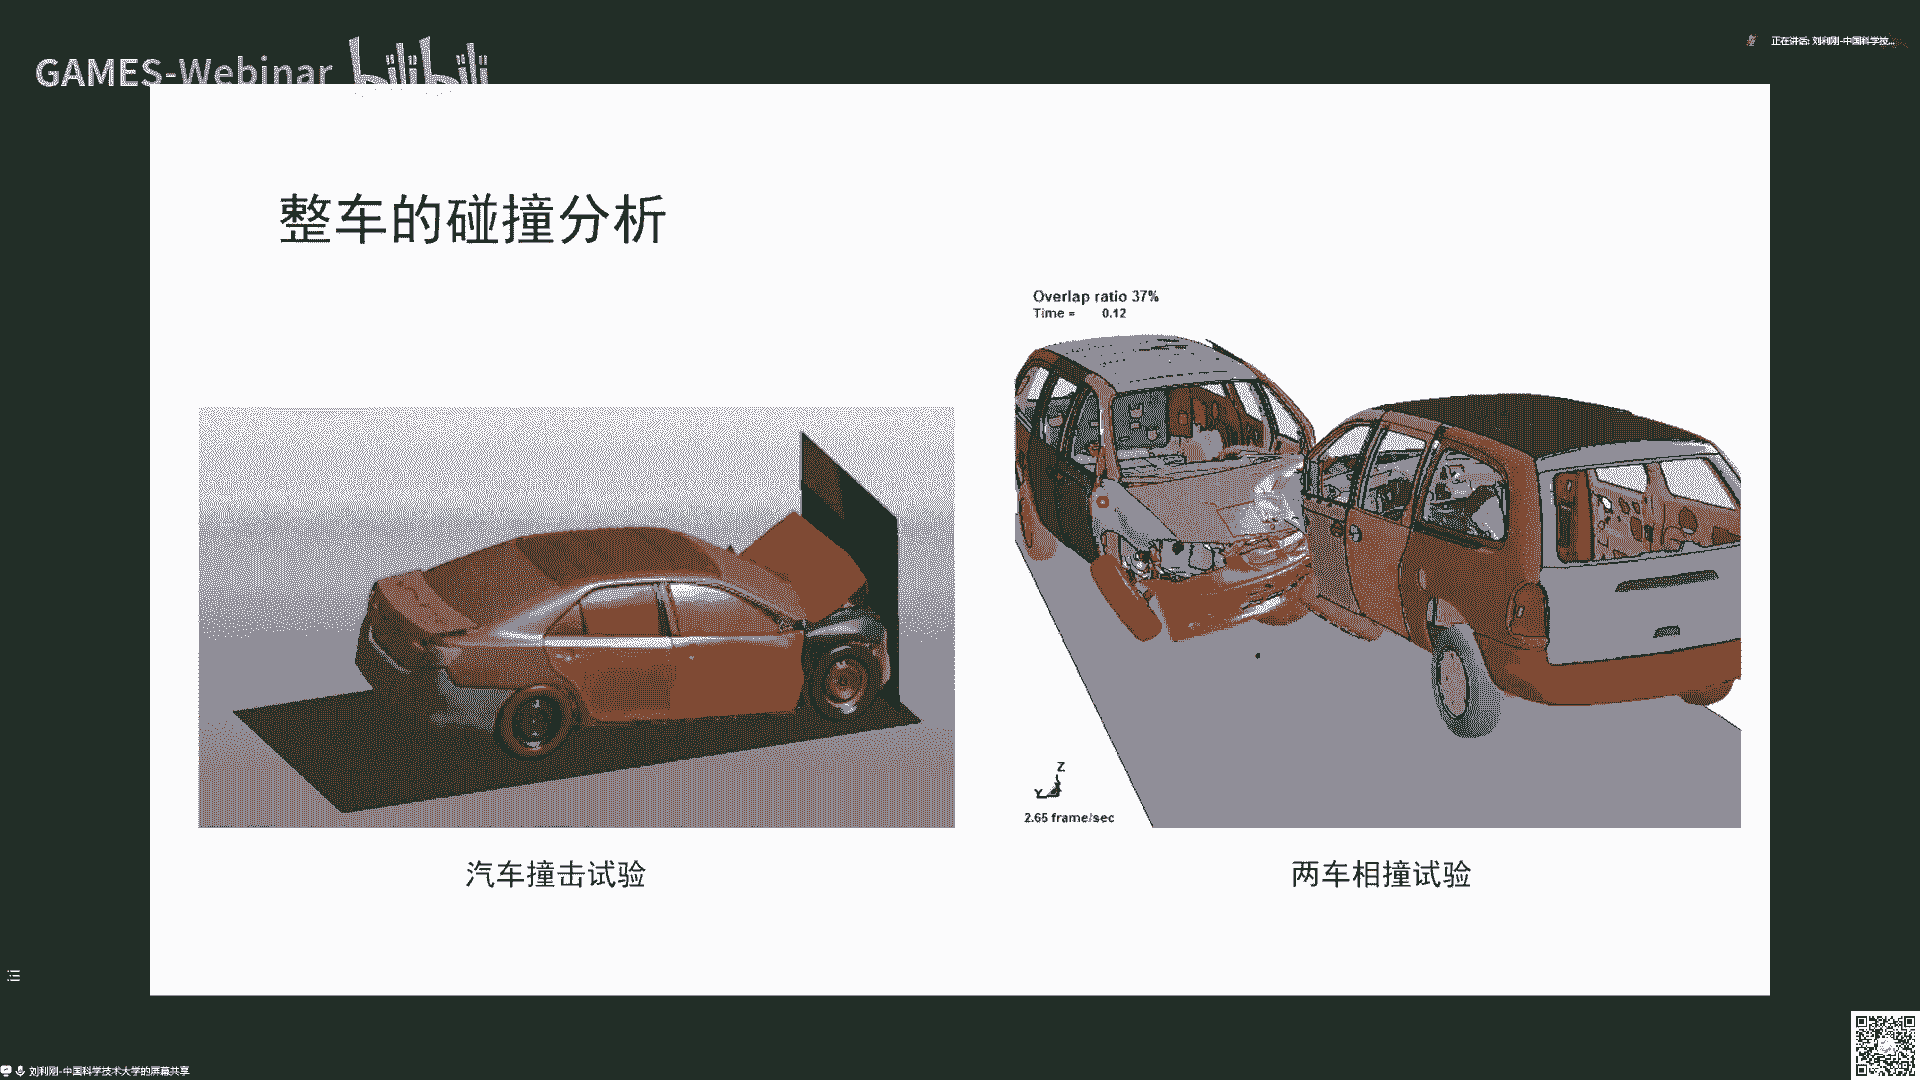 GAMES-Webinar bilibili
正在讲话: 刘利刚-中国科学技...
整车的碰撞分析
Overlap ratio 37%
Time = 0.12
Z
Y
2.65 frame/sec
汽车撞击试验
两车相撞试验
刘利刚-中国科学技术大学的屏幕共享